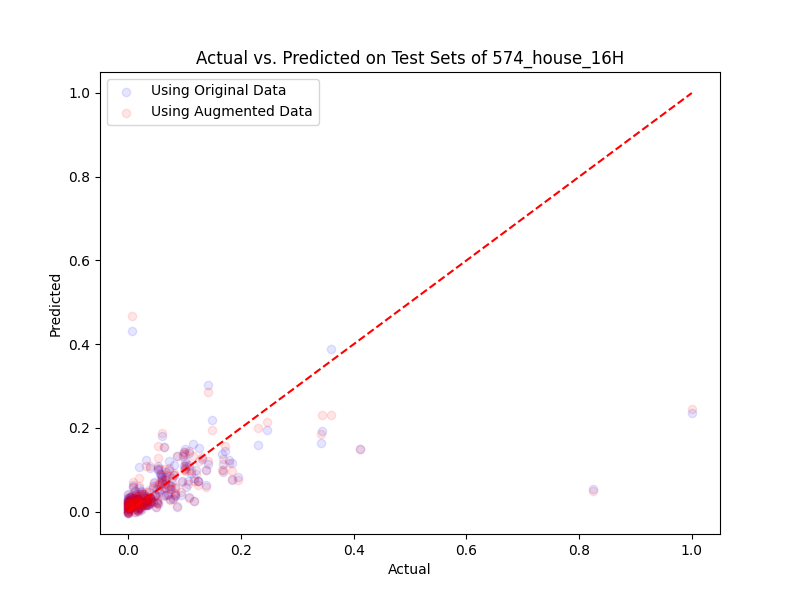 Actual vs. Predicted on Test Sets of 574_house_16H
Using Original Data
Using Augmented Data
1.0
0.8
0.6
0.4
0.2
0.0
Predicted
0.0 0.2 0.4 0.6 0.8 1.0
Actual